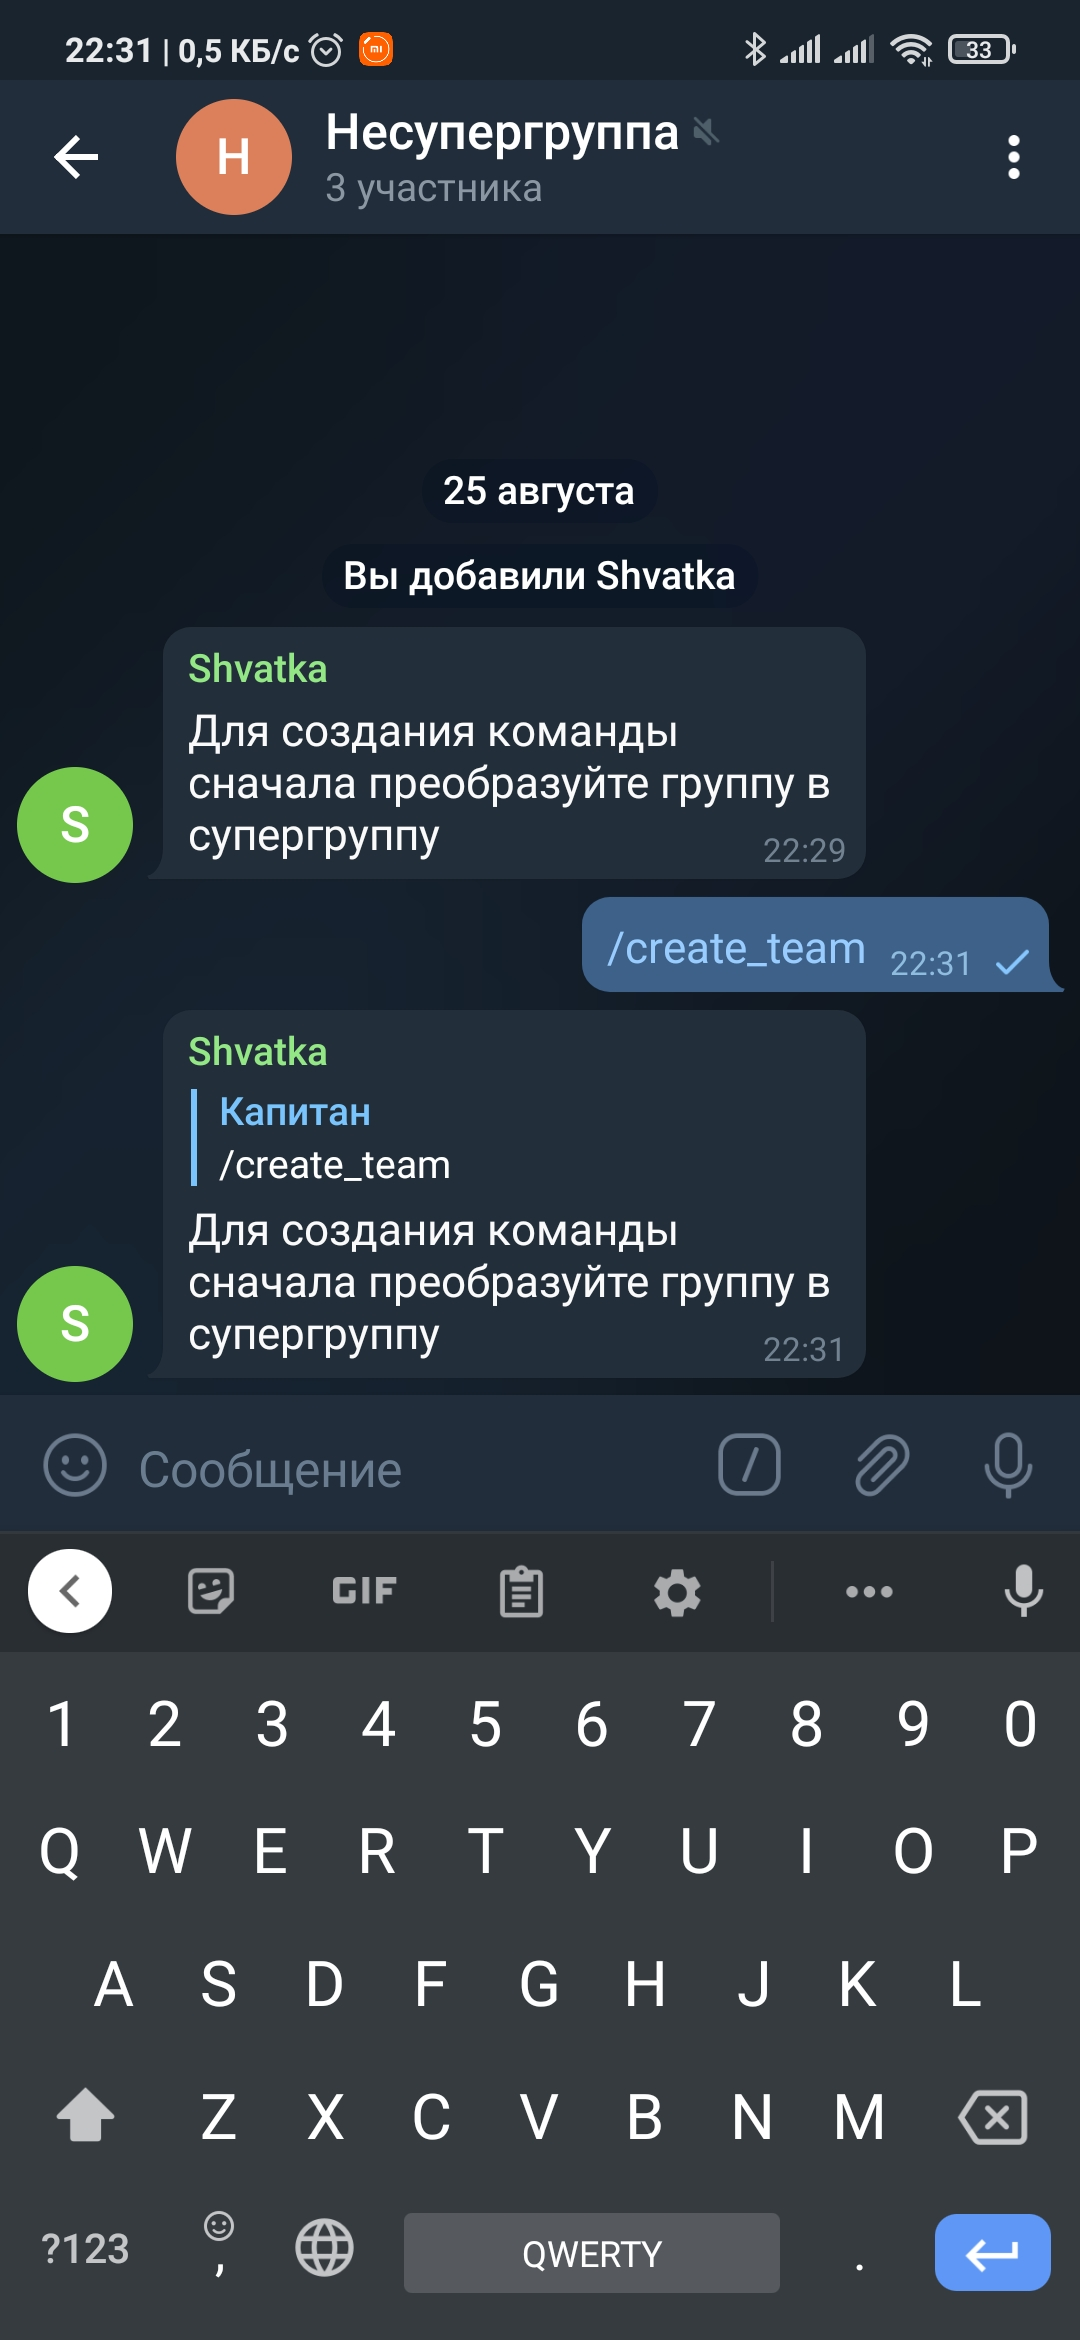 22:31 | 0,5 КБ/с
33
Н
Несупергруппа
3 участника
25 августа
Вы добавили Shvatka
Shvatka
Для создания команды
сначала преобразуйте группу в
супергруппу
22:29
S
/create_team 22:31
Shvatka
Капитан
/create_team
Для создания команды
сначала преобразуйте группу в
супергруппу
22:31
S
Сообщение
/
GIF
1 2 3 4 5 6 7 8 9 0
Q W E R T Y U I O P
A S D F G H J K L
Z X C V B N M
?123 , QWERTY .